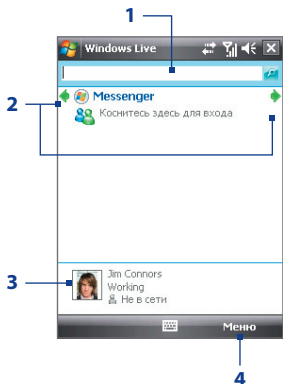 1
Windows Live
2
Messenger
Коснитесь здесь для входа
3
Jim Connors
Working
Не в сети
Меню
4